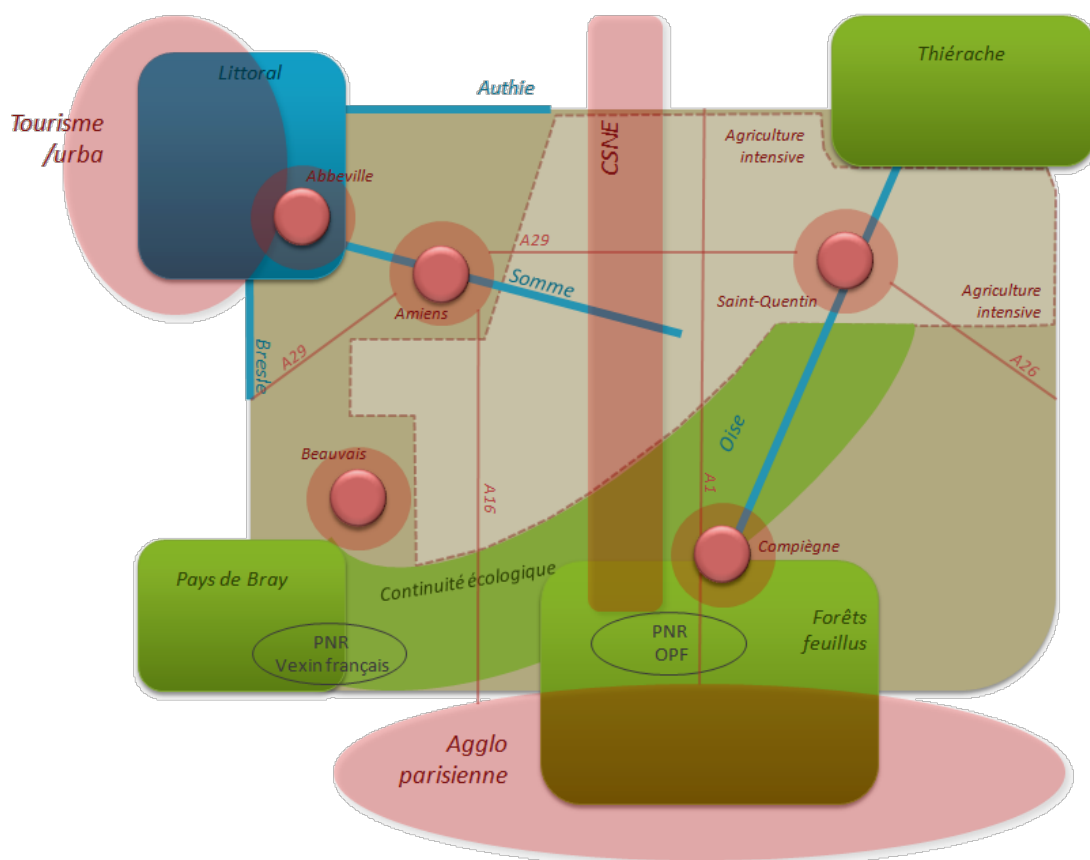 Thiérache
Littoral
Authie
Tourisme
/urba
CSNE
Agriculture
intensive
Abbeville
A29
Somme
Saint-Quentin
Agriculture
intensive
Amiens
Bresle
A29
A26
Oise
Beauvais
A16
A1
Compiègne
Continuité écologique
Pays de Bray
Forêts
feuillus
PNR
Vexin français
PNR
OPF
Agglo
parisienne